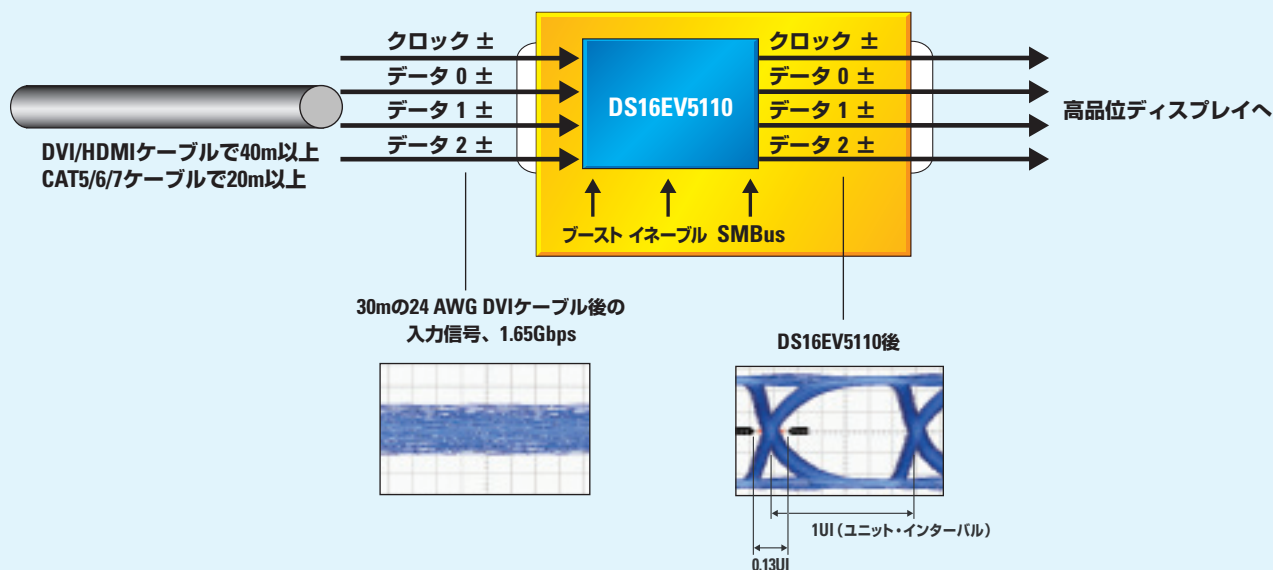 クロック ±
データ 0 ±
データ 1 ±
データ 2 ±
DVI/HDMIケーブルで40m以上
CAT5/6/7ケーブルで20m以上
DS16EV5110
ブースト イネーブル SMBus
クロック ±
データ 0 ±
データ 1 ±
データ 2 ±
高品位ディスプレイへ
30mの24 AWG DVIケーブル後の
入力信号、1.65Gbps
DS16EV5110後
1UI(ユニット・インターバル)
0.13UI